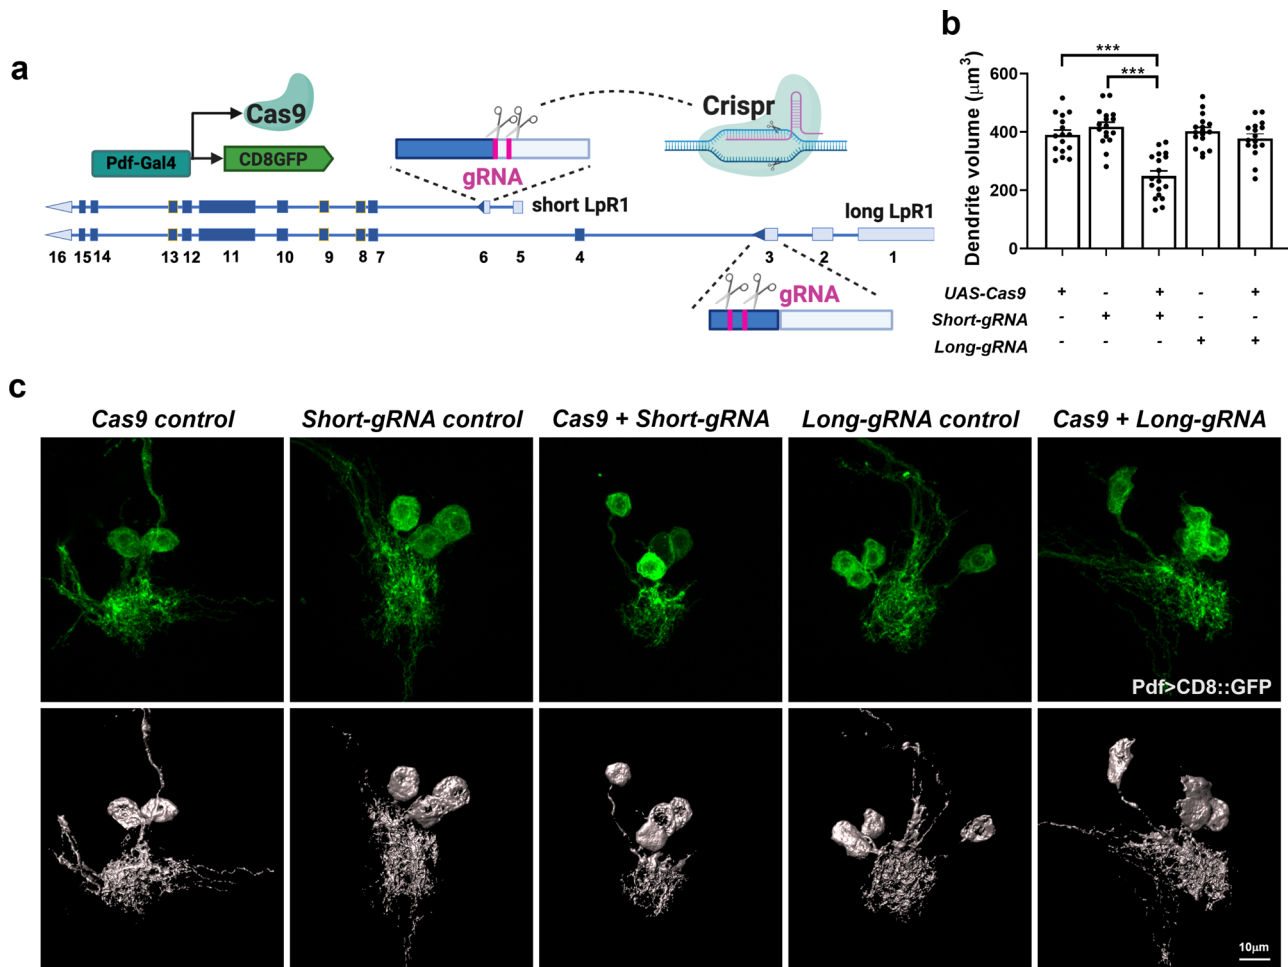 a
Cas9
Pdf-Gal4
CD8GFP
gRNA
Crispr
short LpR1
long LpR1
16 15 14 13 12 11 10 9 8 7 6 5 4 3 2 1
gRNA
b
Dendrite volume (μm³)
600
400
200
0
***
***
UAS-Cas9 + - + - +
Short-gRNA - + + - -
Long-gRNA - - - + +
c
Cas9 control
Short-gRNA control
Cas9 + Short-gRNA
Long-gRNA control
Cas9 + Long-gRNA
Pdf>CD8::GFP
10μm